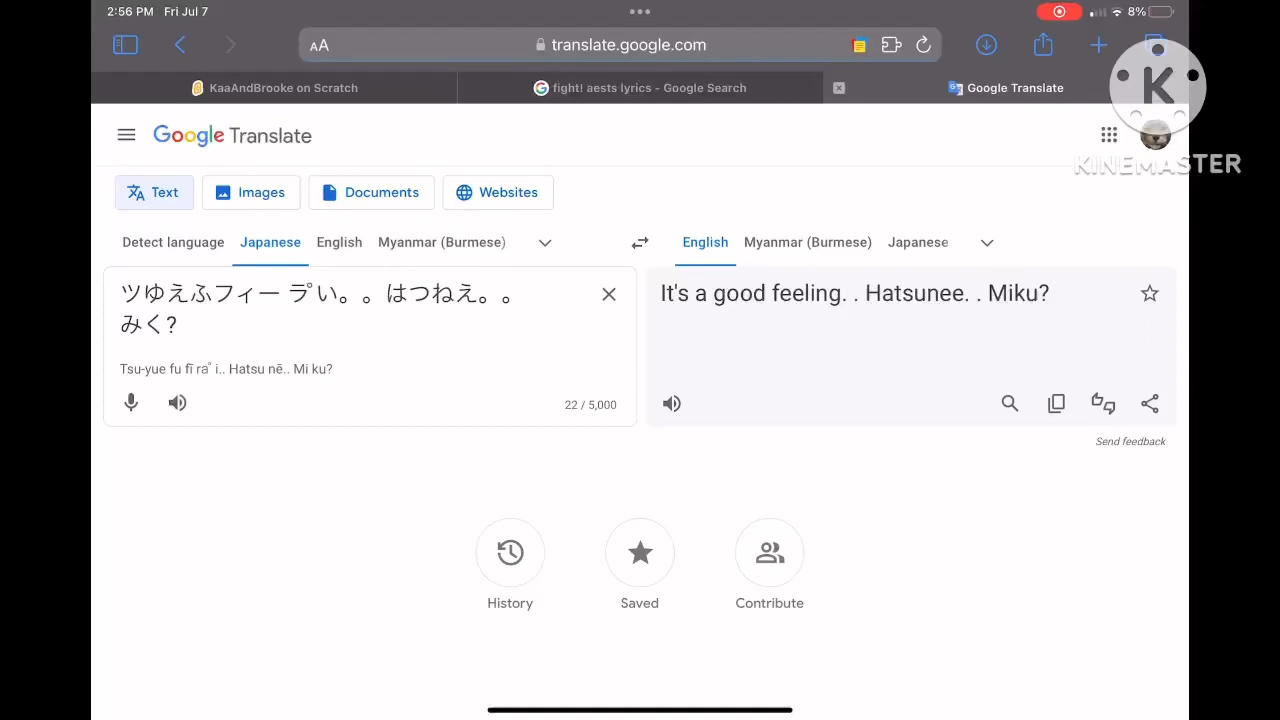 2:56 PM Fri Jul 7
8%
AA
translate.google.com
KaaAndBrooke on Scratch
fight! aests lyrics - Google Search
Google Translate
K
KINEMASTER
Google Translate
Text
Images
Documents
Websites
Detect language
Japanese
English
Myanmar (Burmese)
English
Myanmar (Burmese)
Japanese
ツゆえふフィー ラ゚い。。はつねえ。。
みく?
Tsu-yue fu fī ra ̊ i.. Hatsu nē.. Mi ku?
22 / 5,000
It's a good feeling. . Hatsunee. . Miku?
Send feedback
History
Saved
Contribute